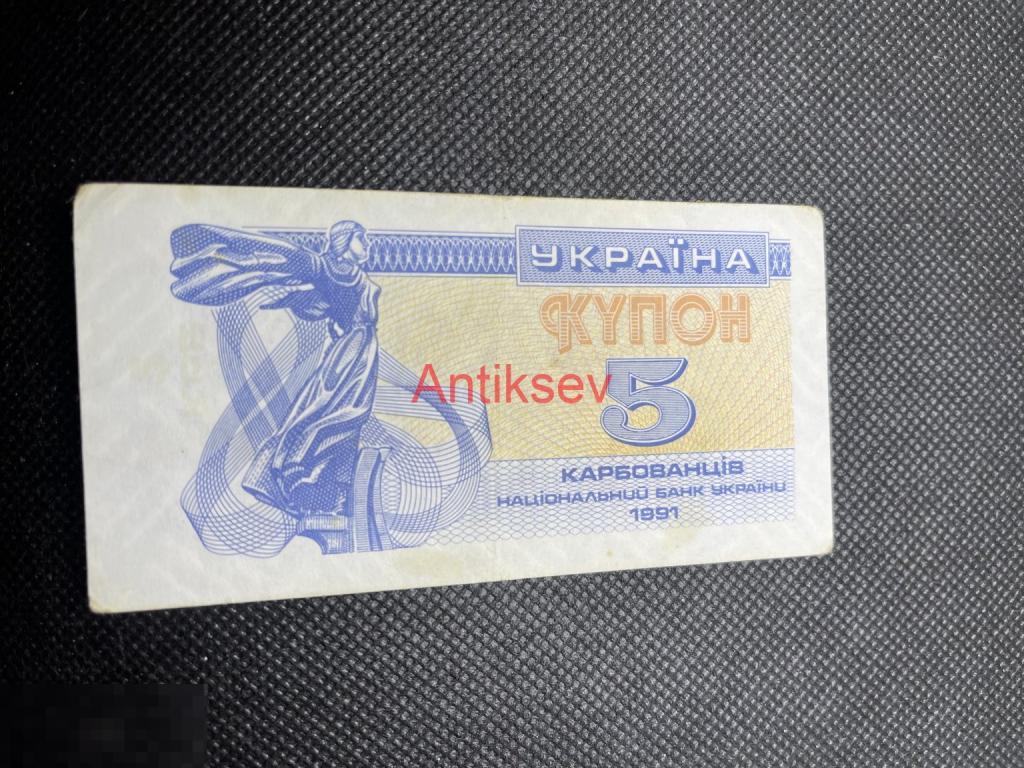 УКРАЇНА
КУПОН
Antiksev
5
КАРБОВАНЦІВ
НАЦІОНАЛЬНИЙ БАНК УКРАЇНИ
1991